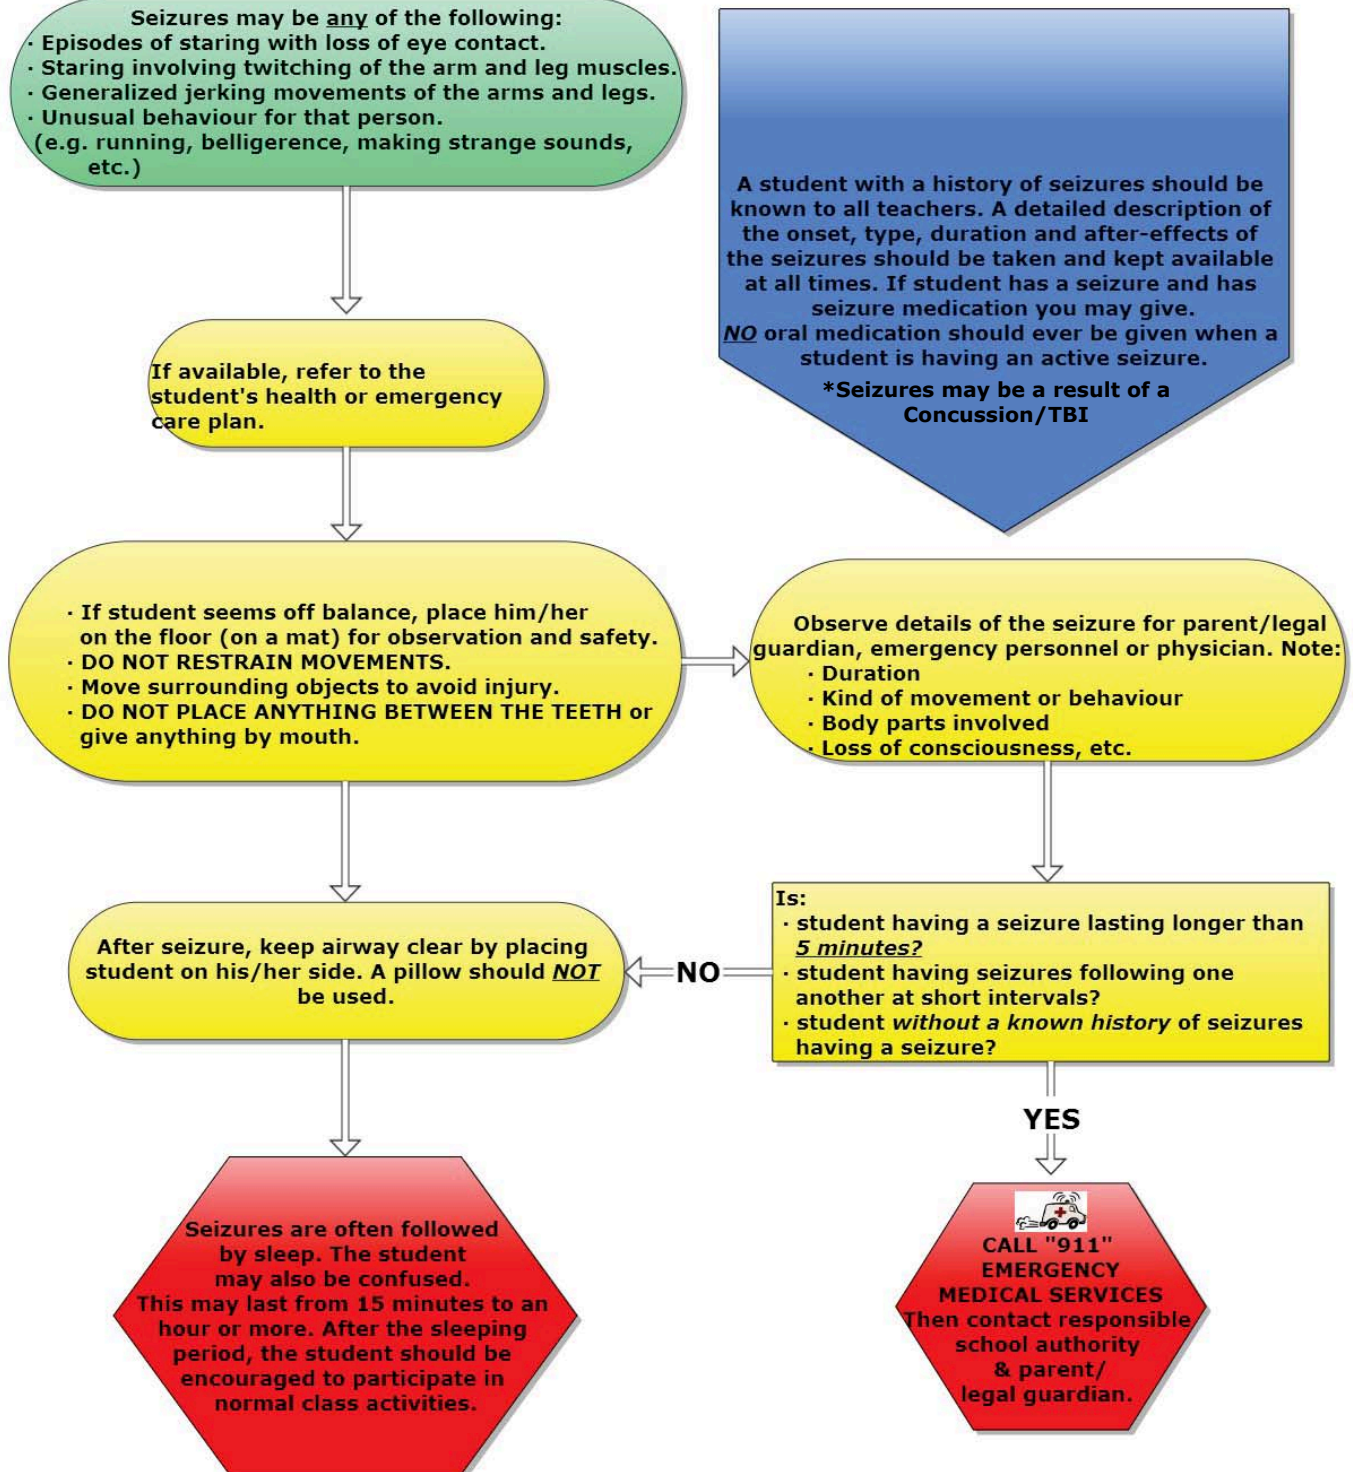 Seizures may be any of the following:
· Episodes of staring with loss of eye contact.
· Staring involving twitching of the arm and leg muscles.
· Generalized jerking movements of the arms and legs.
· Unusual behaviour for that person.
(e.g. running, belligerence, making strange sounds,
etc.)
A student with a history of seizures should be
known to all teachers. A detailed description of
the onset, type, duration and after-effects of
the seizures should be taken and kept available
at all times. If student has a seizure and has
seizure medication you may give.
NO oral medication should ever be given when a
student is having an active seizure.
*Seizures may be a result of a
Concussion/TBI
If available, refer to the
student's health or emergency
care plan.
· If student seems off balance, place him/her
on the floor (on a mat) for observation and safety.
· DO NOT RESTRAIN MOVEMENTS.
· Move surrounding objects to avoid injury.
· DO NOT PLACE ANYTHING BETWEEN THE TEETH or
give anything by mouth.
Observe details of the seizure for parent/legal
guardian, emergency personnel or physician. Note:
· Duration
· Kind of movement or behaviour
· Body parts involved
· Loss of consciousness, etc.
Is:
· student having a seizure lasting longer than
5 minutes?
· student having seizures following one
another at short intervals?
· student without a known history of seizures
having a seizure?
NO
After seizure, keep airway clear by placing
student on his/her side. A pillow should NOT
be used.
YES
Seizures are often followed
by sleep. The student
may also be confused.
This may last from 15 minutes to an
hour or more. After the sleeping
period, the student should be
encouraged to participate in
normal class activities.
CALL "911"
EMERGENCY
MEDICAL SERVICES
Then contact responsible
school authority
& parent/
legal guardian.